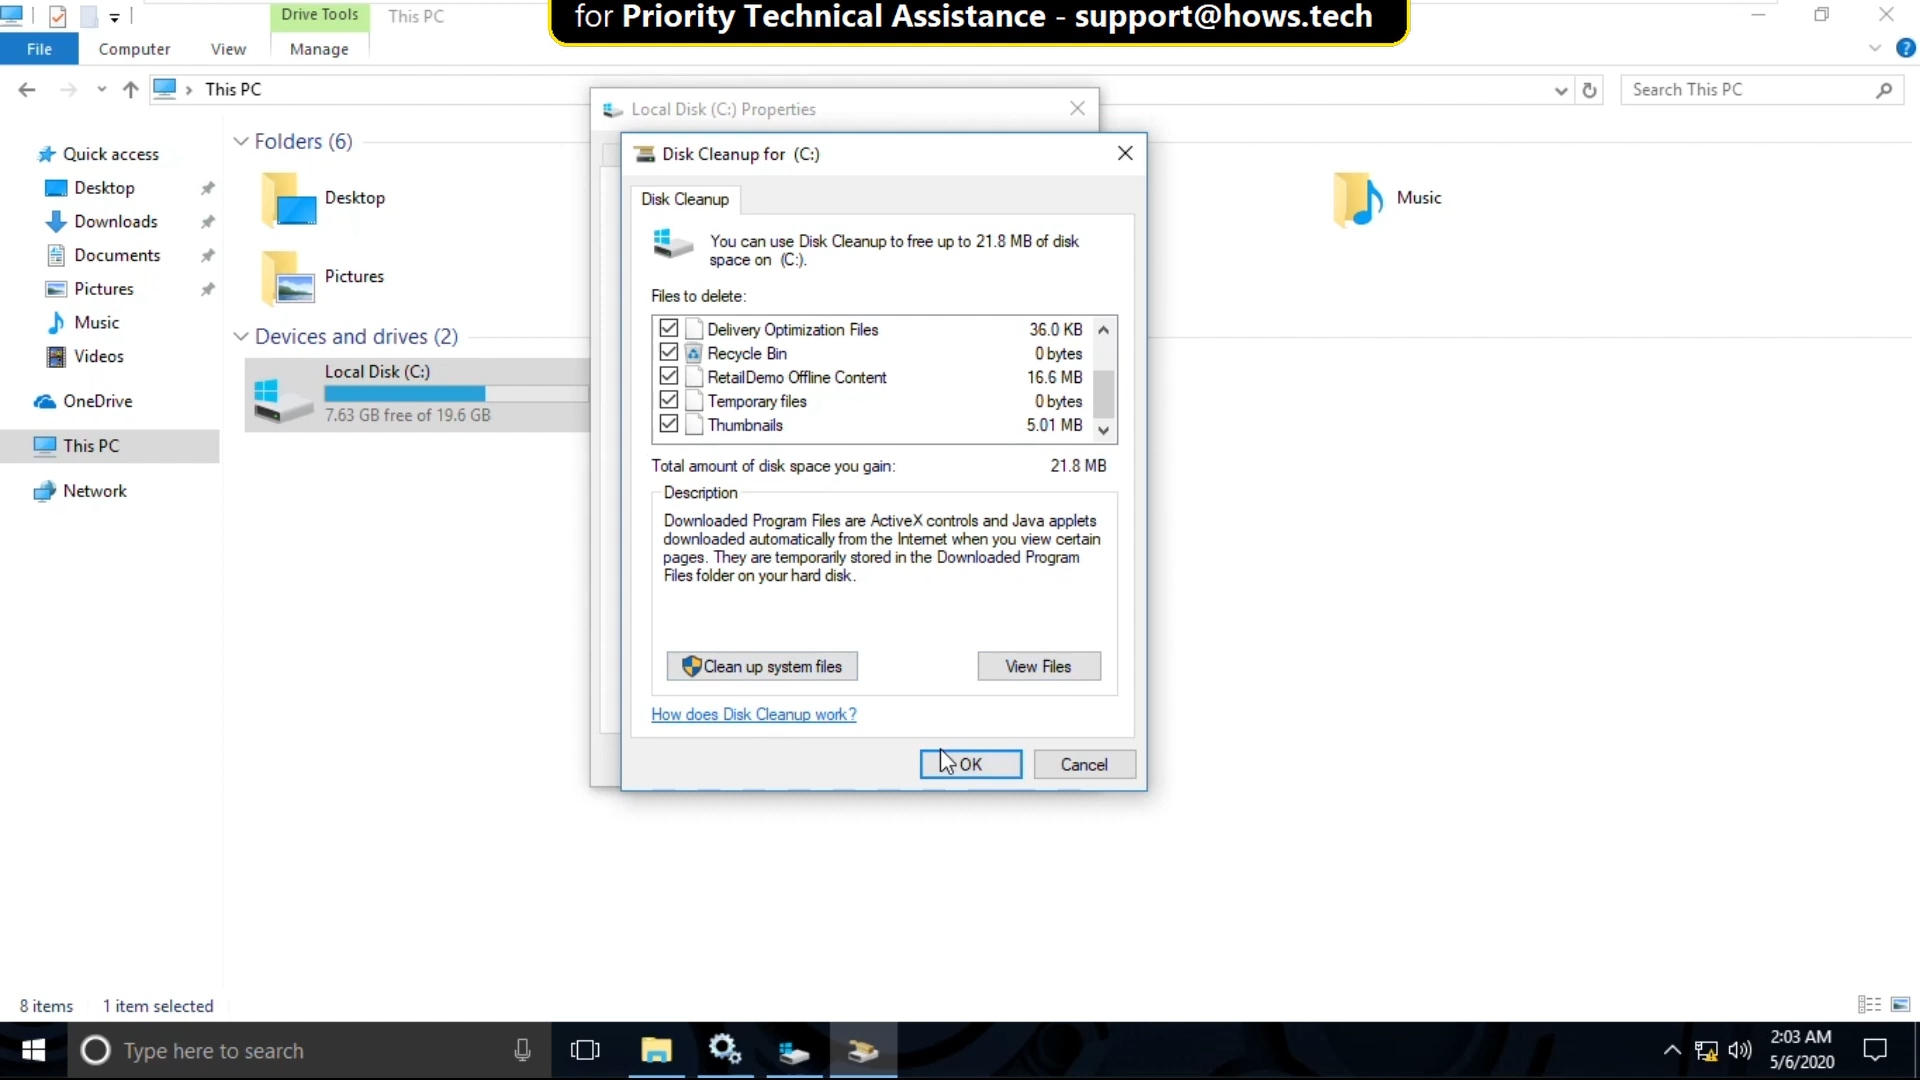 for Priority Technical Assistance - support@hows.tech
Drive Tools
This PC
File
Computer
View
Manage
This PC
Search This PC
Quick access
Desktop
Downloads
Documents
Pictures
Music
Videos
OneDrive
This PC
Network
Folders (6)
Desktop
Pictures
Music
Devices and drives (2)
Local Disk (C:)
7.63 GB free of 19.6 GB
Local Disk (C:) Properties
Disk Cleanup for (C:)
Disk Cleanup
You can use Disk Cleanup to free up to 21.8 MB of disk
space on (C:).
Files to delete:
Delivery Optimization Files 36.0 KB
Recycle Bin 0 bytes
RetailDemo Offline Content 16.6 MB
Temporary files 0 bytes
Thumbnails 5.01 MB
Total amount of disk space you gain: 21.8 MB
Description
Downloaded Program Files are ActiveX controls and Java applets
downloaded automatically from the Internet when you view certain
pages. They are temporarily stored in the Downloaded Program
Files folder on your hard disk.
Clean up system files
View Files
How does Disk Cleanup work?
OK
Cancel
8 items
1 item selected
Type here to search
2:03 AM
5/6/2020